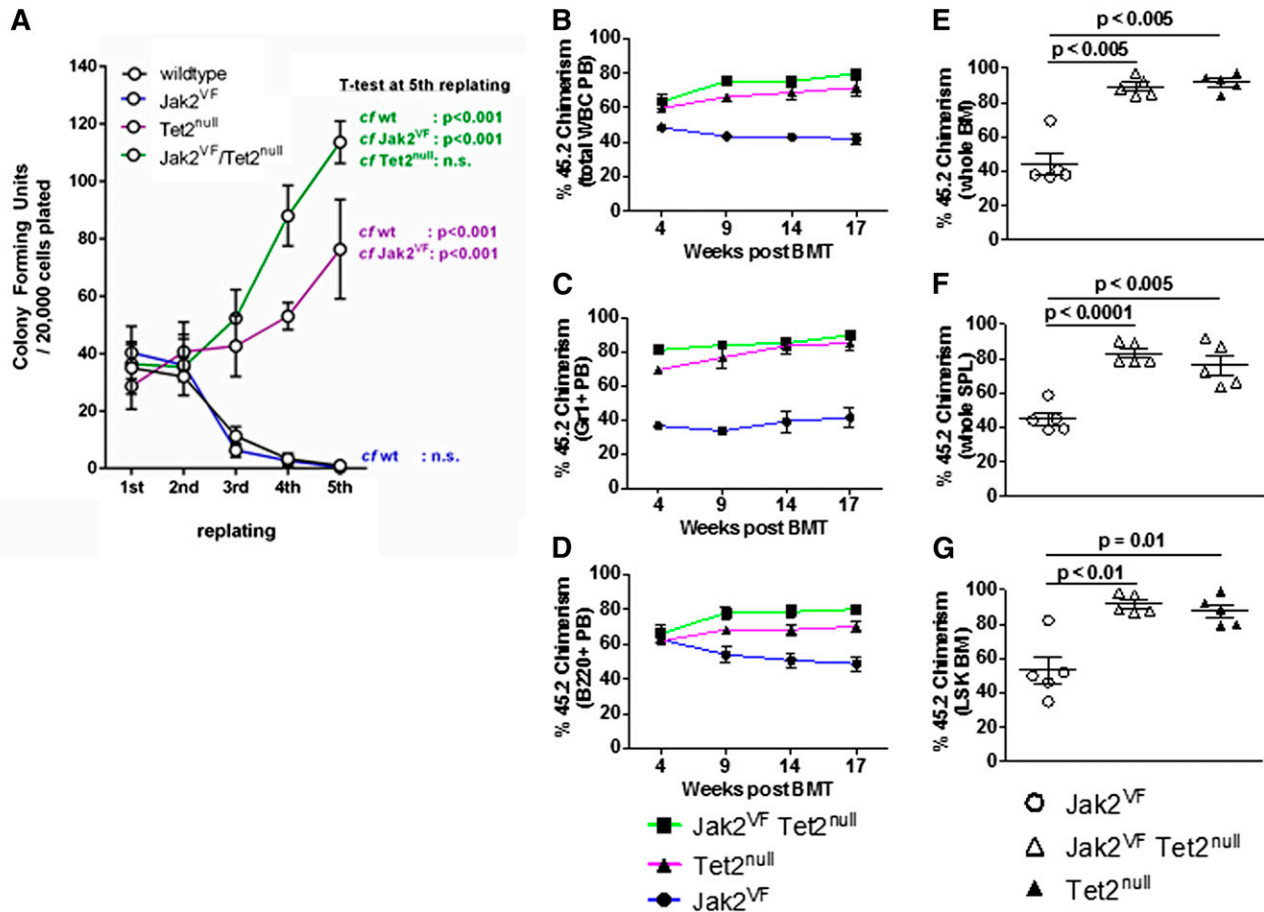 A
Colony Forming Units
/ 20,000 cells plated
140
120
100
80
60
40
20
0
wildtype
Jak2VF
Tet2null
Jak2VF/Tet2null
T-test at 5th replating
cf wt : p<0.001
cf Jak2VF : p<0.001
cf Tet2null : n.s.
cf wt : p<0.001
cf Jak2VF : p<0.001
cf wt : n.s.
1st 2nd 3rd 4th 5th
replating
B
% 45.2 Chimerism
(total WBC PB)
100
80
60
40
20
0
4 9 14 17
Weeks post BMT
C
% 45.2 Chimerism
(Gr1+ PB)
100
80
60
40
20
0
4 9 14 17
Weeks post BMT
D
% 45.2 Chimerism
(B220+ PB)
100
80
60
40
20
0
4 9 14 17
Weeks post BMT
Jak2VF Tet2null
Tet2null
Jak2VF
E
% 45.2 Chimerism
(whole BM)
100
80
60
40
20
0
p < 0.005
p < 0.005
F
% 45.2 Chimerism
(whole SPL)
100
80
60
40
20
0
p < 0.005
p < 0.0001
G
% 45.2 Chimerism
(LSK BM)
100
80
60
40
20
0
p = 0.01
p < 0.01
Jak2VF
Jak2VF Tet2null
Tet2null